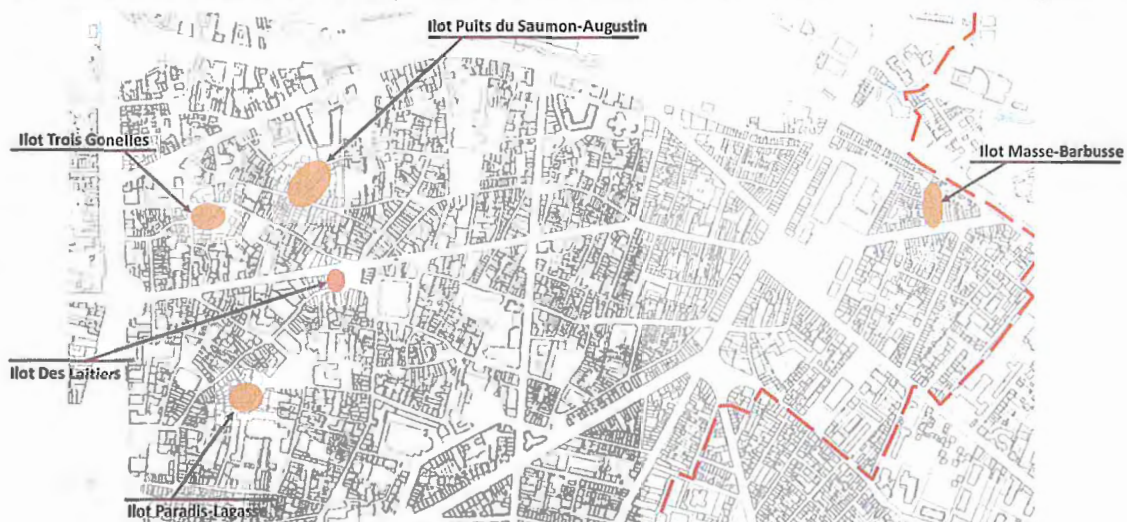 Ilot Puits du Saumon-Augustin
Ilot Trois Gonelles
Ilot Masse-Barbusse
Ilot Des Laitiers
Ilot Paradis-Lagasse